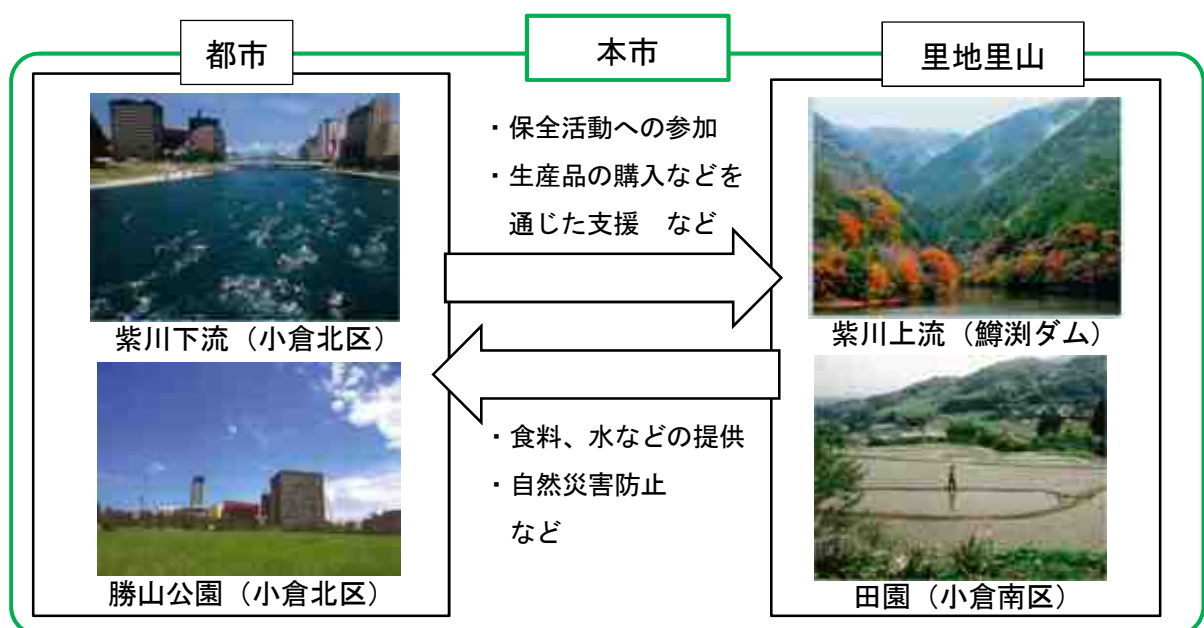 本市
都市
紫川下流（小倉北区）
勝山公園（小倉北区）
・保全活動への参加
・生産品の購入などを
通じた支援　など
・食料、水などの提供
・自然災害防止
など
里地里山
紫川上流（鱒渕ダム）
田園（小倉南区）